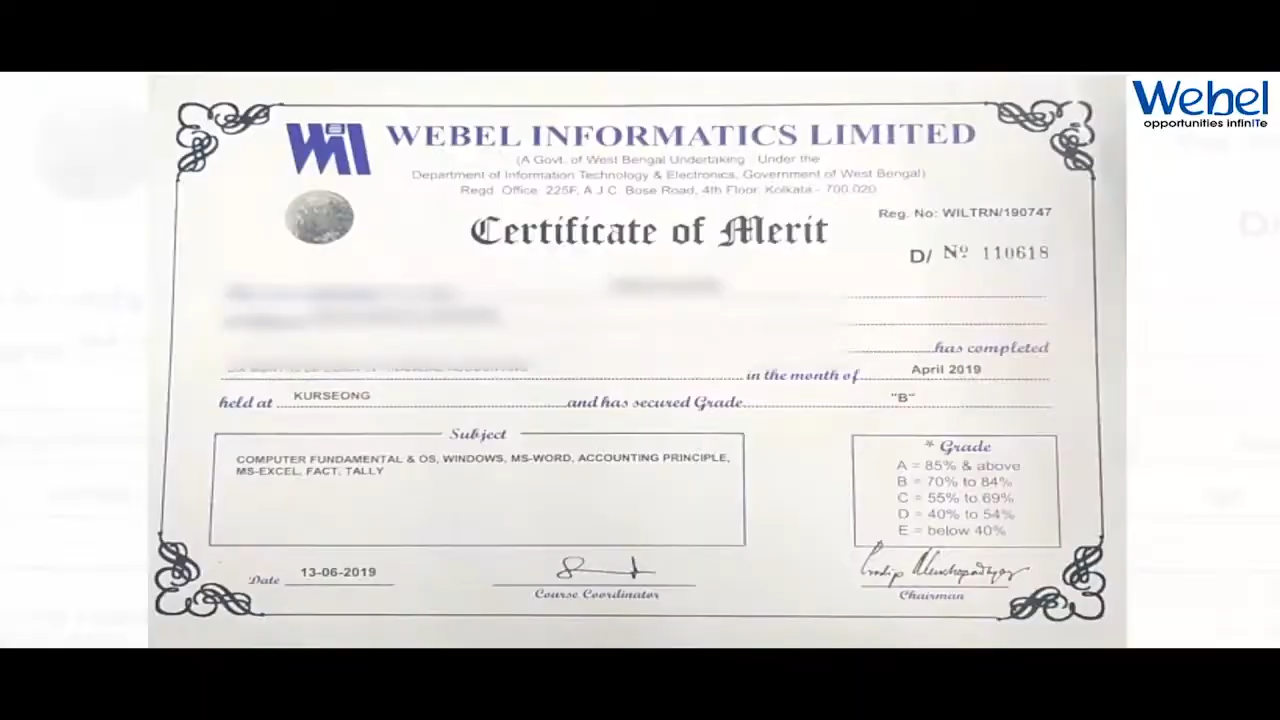 Webel
opportunities infinITe
WIL WEBEL INFORMATICS LIMITED
(A Govt. of West Bengal Undertaking Under the
Department of Information Technology & Electronics, Government of West Bengal)
Regd. Office: 225F, A J C. Bose Road, 4th Floor, Kolkata - 700 020
Reg. No: WILTRN/190747
Certificate of Merit
D/ Nº 110618
has completed
in the month of April 2019
held at KURSEONG and has secured Grade "B"
Subject
COMPUTER FUNDAMENTAL & OS, WINDOWS, MS-WORD, ACCOUNTING PRINCIPLE,
MS-EXCEL, FACT, TALLY
* Grade
A = 85% & above
B = 70% to 84%
C = 55% to 69%
D = 40% to 54%
E = below 40%
Date 13-06-2019
Course Coordinator
Chairman